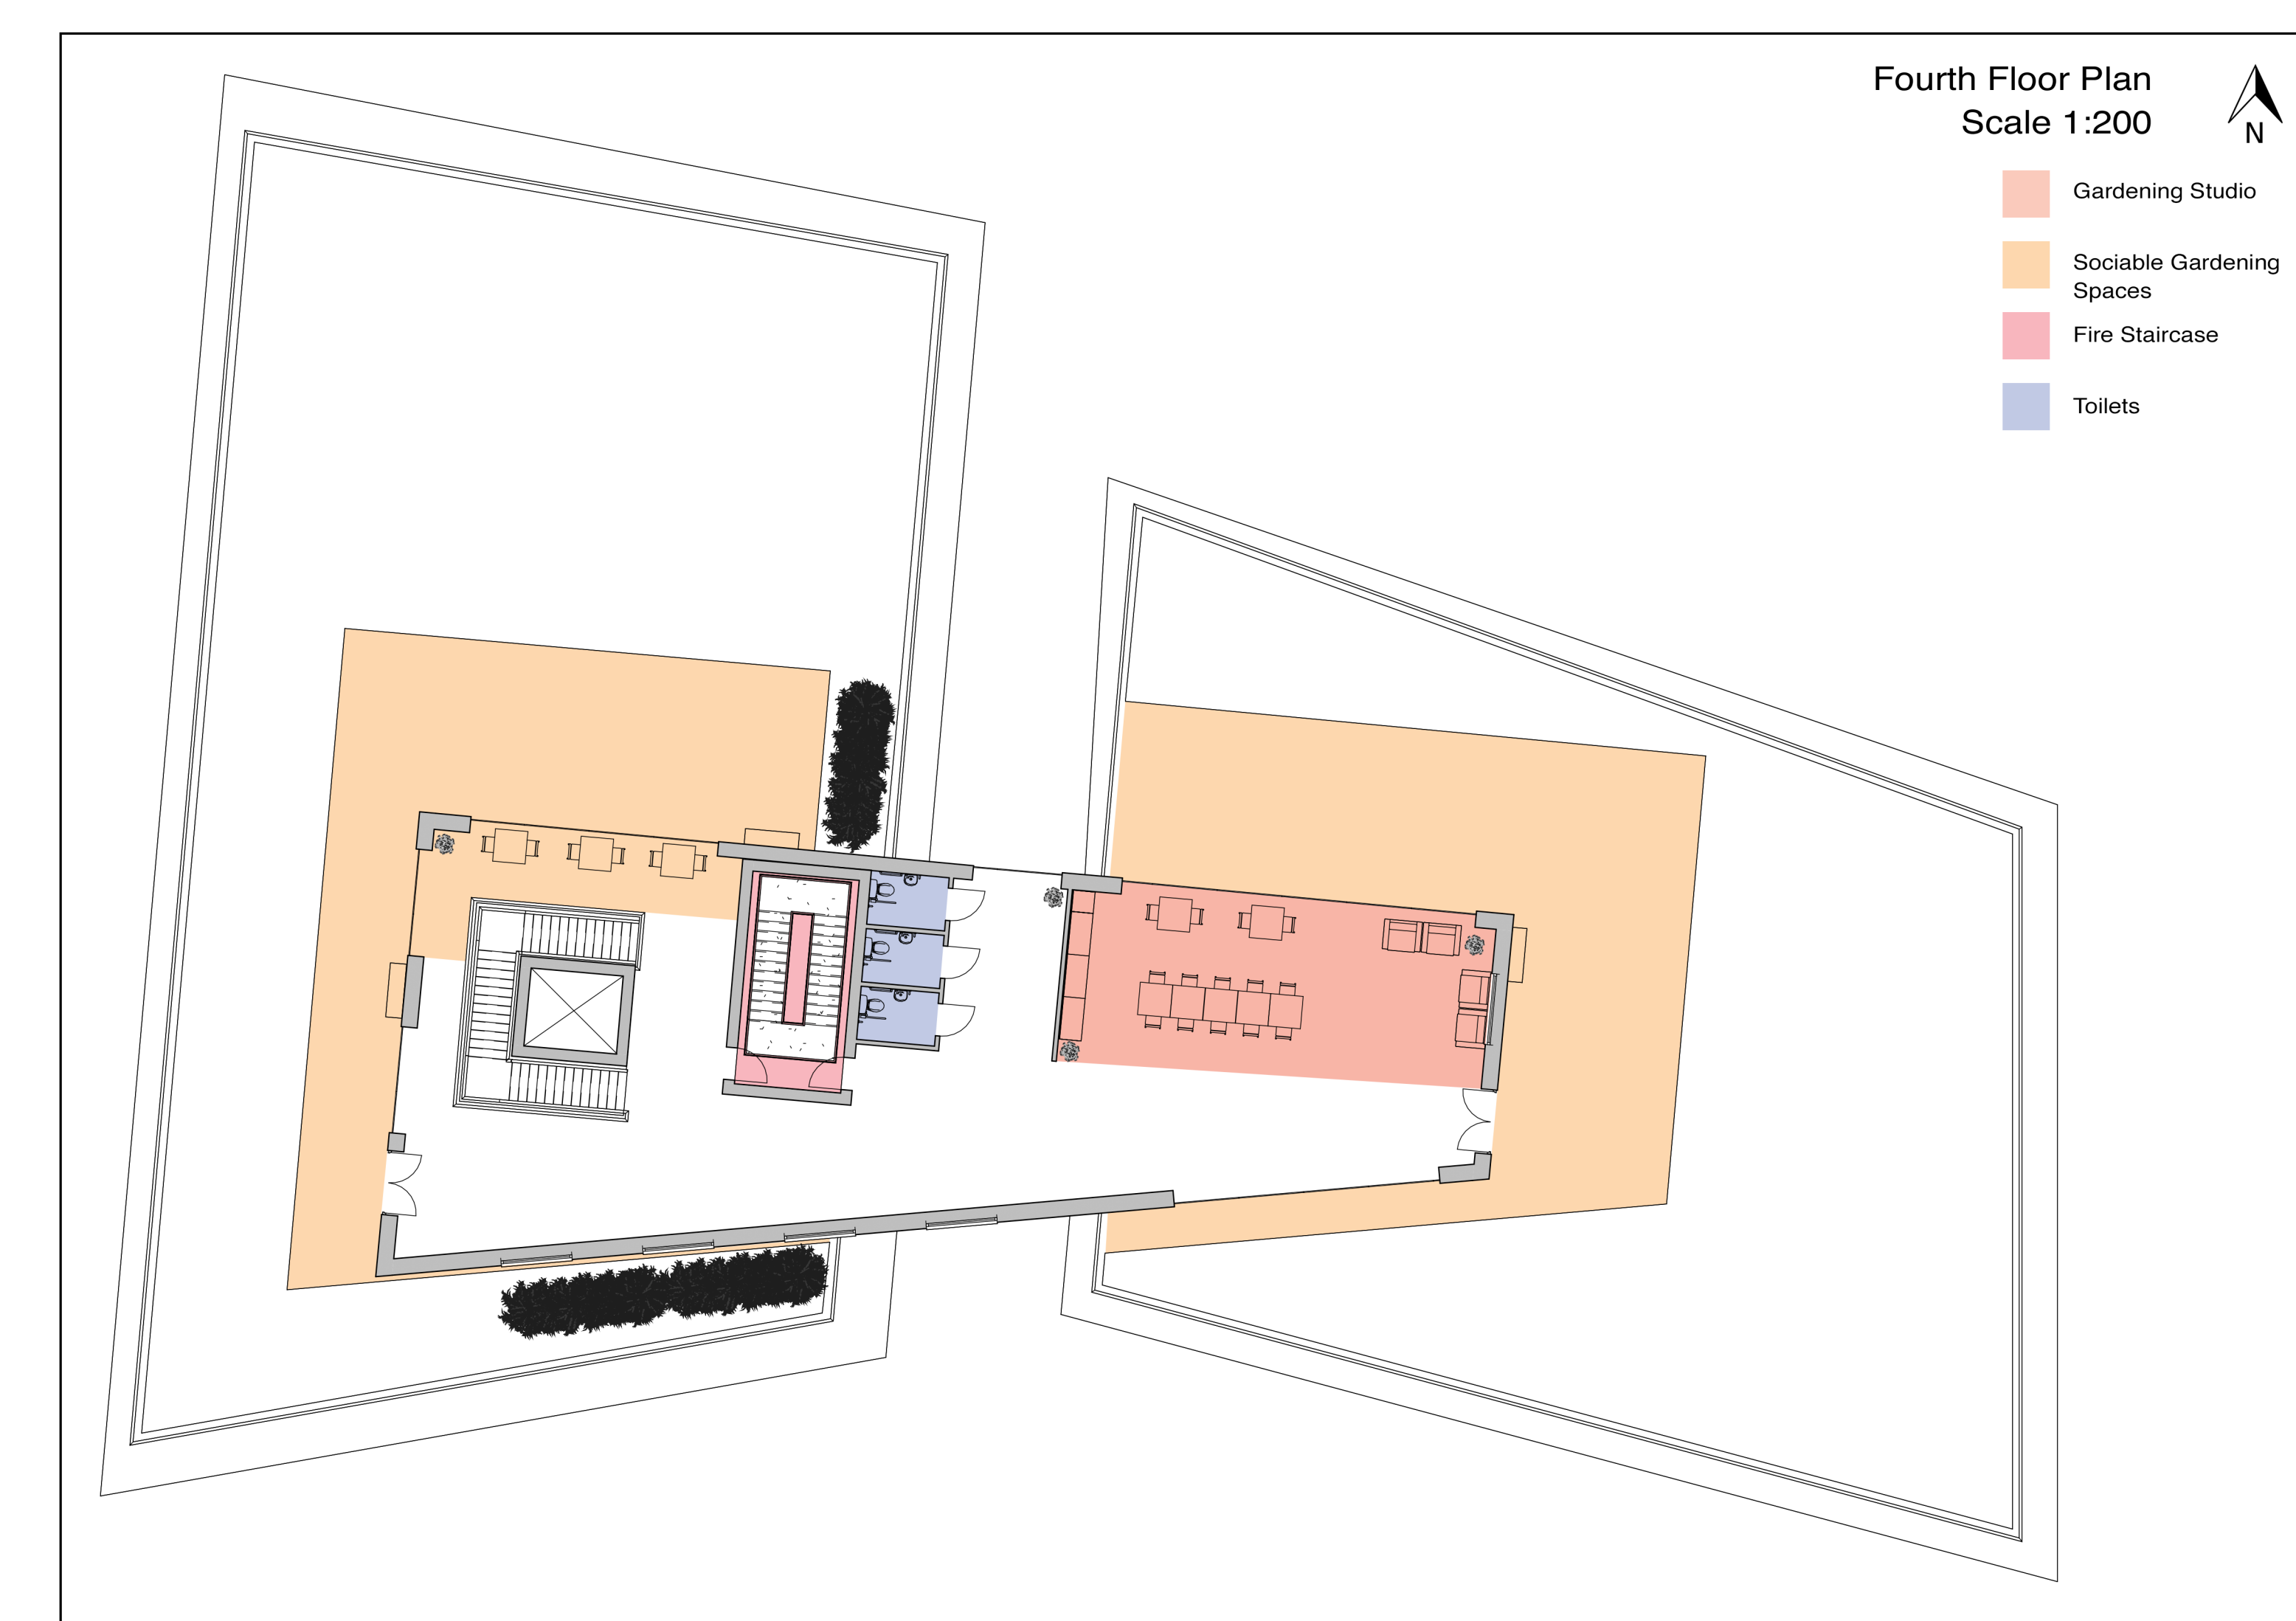 Fourth Floor Plan
Scale 1:200
N
Gardening Studio
Sociable Gardening
Spaces
Fire Staircase
Toilets